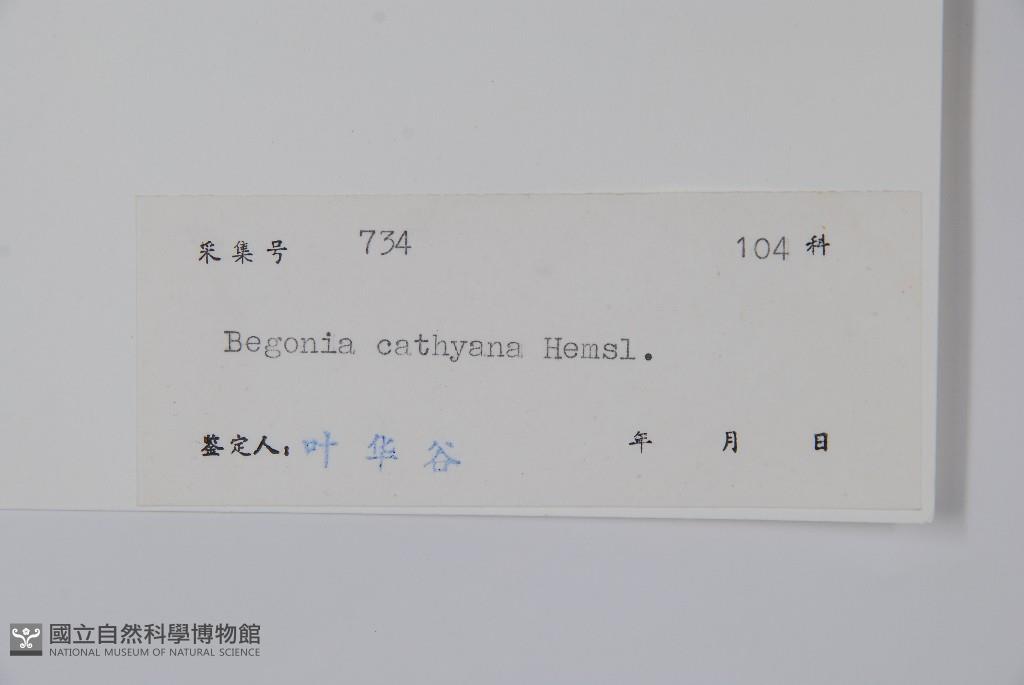 采集号 734 104 科
Begonia cathyana Hemsl.
鉴定人: 叶华谷 年 月 日
國立自然科學博物館
NATIONAL MUSEUM OF NATURAL SCIENCE